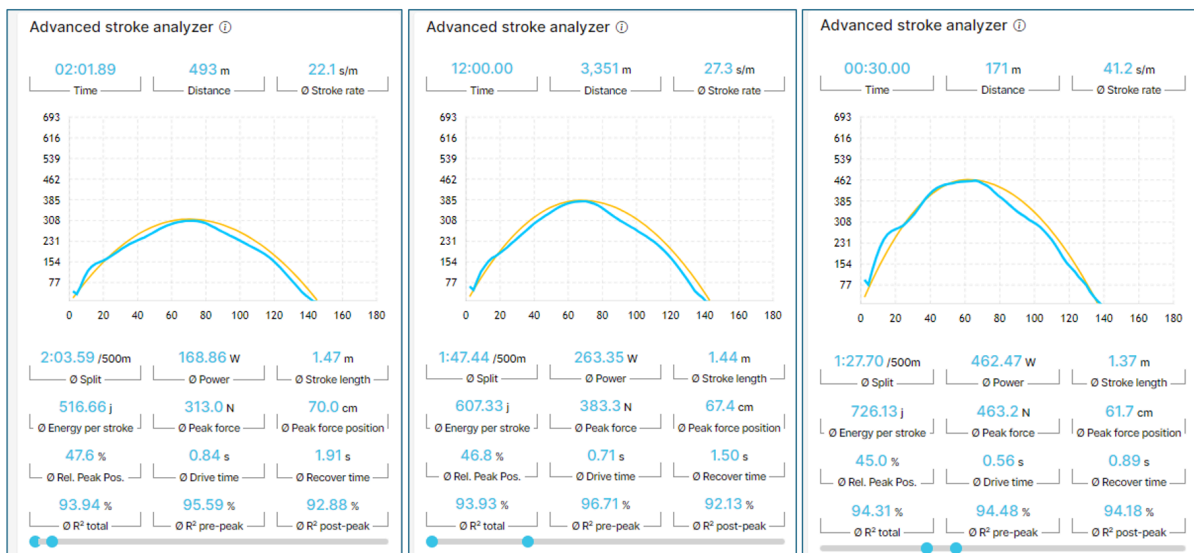 Advanced stroke analyzer ⓘ
02:01.89 493 m 22.1 s/m
Time Distance Ø Stroke rate
693
616
539
462
385
308
231
154
77
0 20 40 60 80 100 120 140 160 180
2:03.59 /500m 168.86 W 1.47 m
Ø Split Ø Power Ø Stroke length
516.66 j 313.0 N 70.0 cm
Ø Energy per stroke Ø Peak force Ø Peak force position
47.6 % 0.84 s 1.91 s
Ø Rel. Peak Pos. Ø Drive time Ø Recover time
93.94 % 95.59 % 92.88 %
Ø R² total Ø R² pre-peak Ø R² post-peak
Advanced stroke analyzer ⓘ
12:00.00 3,351 m 27.3 s/m
Time Distance Ø Stroke rate
693
616
539
462
385
308
231
154
77
0 20 40 60 80 100 120 140 160 180
1:47.44 /500m 263.35 W 1.44 m
Ø Split Ø Power Ø Stroke length
607.33 j 383.3 N 67.4 cm
Ø Energy per stroke Ø Peak force Ø Peak force position
46.8 % 0.71 s 1.50 s
Ø Rel. Peak Pos. Ø Drive time Ø Recover time
93.93 % 96.71 % 92.13 %
Ø R² total Ø R² pre-peak Ø R² post-peak
Advanced stroke analyzer ⓘ
00:30.00 171 m 41.2 s/m
Time Distance Ø Stroke rate
693
616
539
462
385
308
231
154
77
0 20 40 60 80 100 120 140 160 180
1:27.70 /500m 462.47 W 1.37 m
Ø Split Ø Power Ø Stroke length
726.13 j 463.2 N 61.7 cm
Ø Energy per stroke Ø Peak force Ø Peak force position
45.0 % 0.56 s 0.89 s
Ø Rel. Peak Pos. Ø Drive time Ø Recover time
94.31 % 94.48 % 94.18 %
Ø R² total Ø R² pre-peak Ø R² post-peak